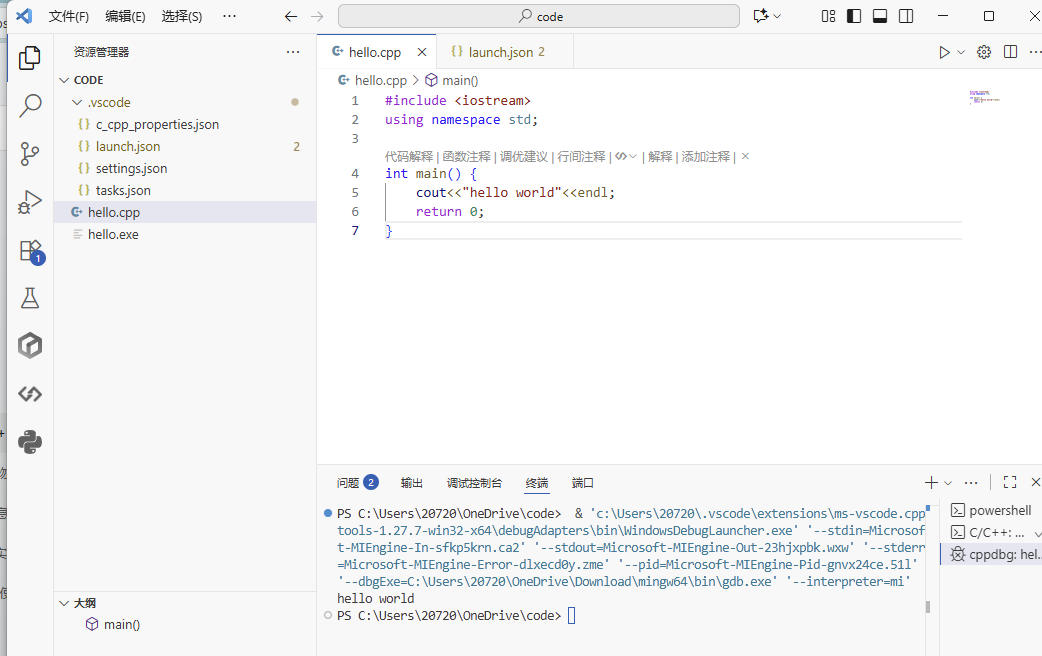 文件(F) 编辑(E) 选择(S) ··· code
资源管理器 ···
CODE
.vscode
{} c_cpp_properties.json
{} launch.json 2
{} settings.json
{} tasks.json
hello.cpp
hello.exe
1
大纲
main()
hello.cpp {} launch.json 2
hello.cpp > main()
1 #include <iostream>
2 using namespace std;
3
代码解释 | 函数注释 | 调优建议 | 行间注释 | | 解释 | 添加注释 | ×
4 int main() {
5 cout<<"hello world"<<endl;
6 return 0;
7 }
问题 2 输出 调试控制台 终端 端口
PS C:\Users\20720\OneDrive\code> & 'c:\Users\20720\.vscode\extensions\ms-vscode.cpp
tools-1.27.7-win32-x64\debugAdapters\bin\WindowsDebugLauncher.exe' '--stdin=Microsof
t-MIEngine-In-sfkp5krn.ca2' '--stdout=Microsoft-MIEngine-Out-23hjxpbk.wxw' '--stderr
=Microsoft-MIEngine-Error-dlxecd0y.zme' '--pid=Microsoft-MIEngine-Pid-gnvx24ce.51l'
'--dbgExe=C:\Users\20720\OneDrive\Download\mingw64\bin\gdb.exe' '--interpreter=mi'
hello world
PS C:\Users\20720\OneDrive\code>
powershell
C/C++: ...
cppdbg: hel...